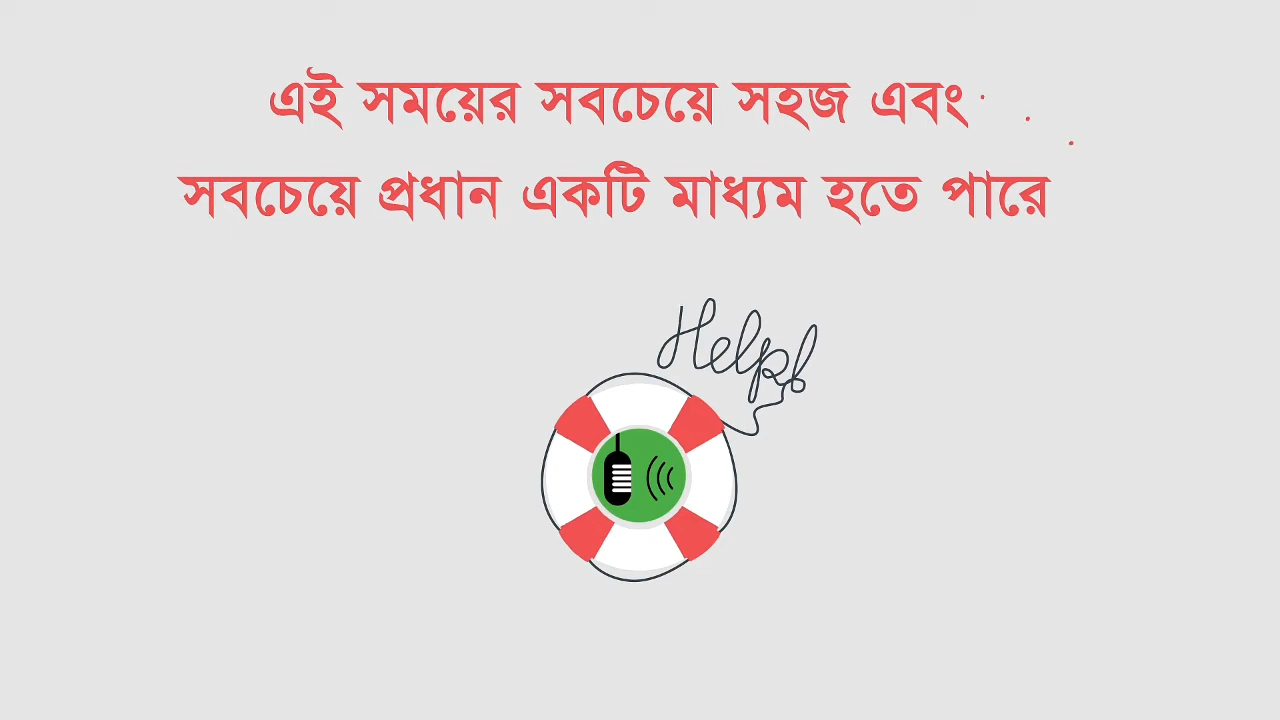 এই সময়ের সবচেয়ে সহজ এবং
সবচেয়ে প্রধান একটি মাধ্যম হতে পারে
Help!